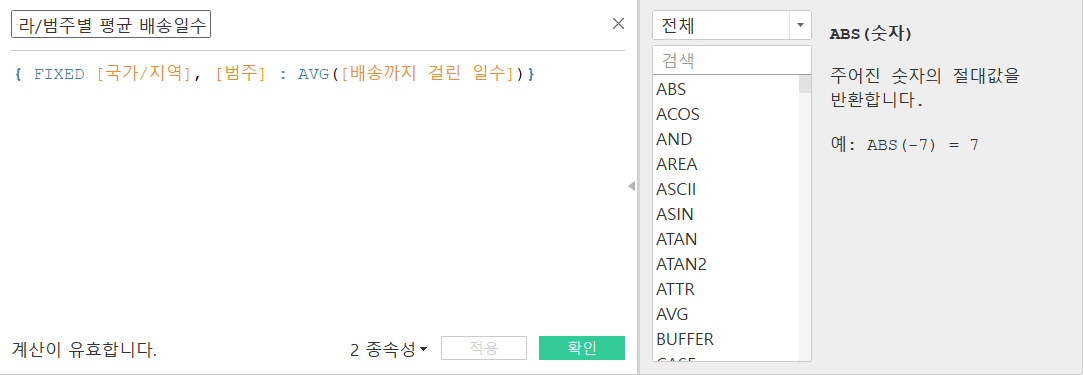 라/범주별 평균 배송일수
{ FIXED [국가/지역], [범주] : AVG([배송까지 걸린 일수])}
계산이 유효합니다.
2 종속성
적용
확인
전체
검색
ABS
ACOS
AND
AREA
ASCII
ASIN
ATAN
ATAN2
ATTR
AVG
BUFFER
CASE
ABS(숫자)
주어진 숫자의 절대값을
반환합니다.
예: ABS(-7) = 7